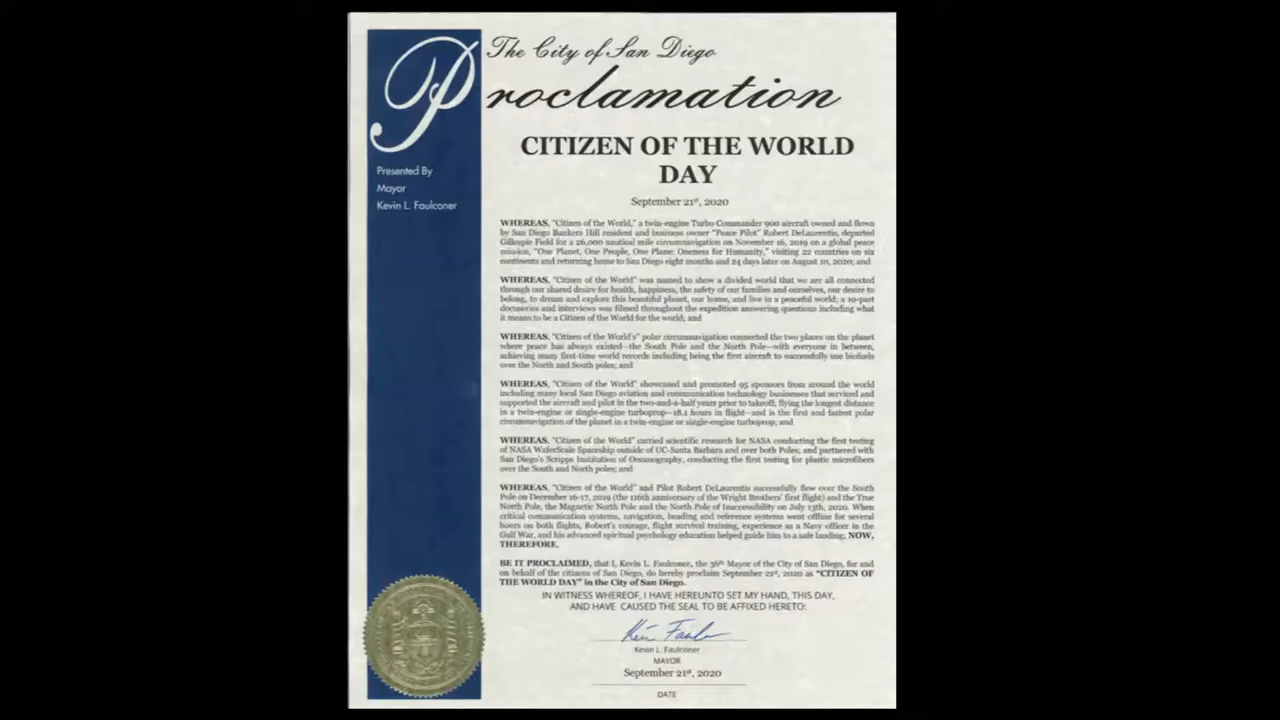 The City of San Diego
Proclamation
Presented By
Mayor
Kevin L. Faulconer
CITIZEN OF THE WORLD
DAY
September 21st, 2020
WHEREAS, "Citizen of the World," a twin-engine Turbo Commander 900 aircraft owned and flown
by San Diego Bankers Hill resident and business owner "Peace Pilot" Robert DeLaurentis, departed
Gillespie Field for a 26,000 nautical mile circumnavigation on November 16, 2019 on a global peace
mission, "One Planet, One People, One Plane: Oneness for Humanity," visiting 22 countries on six
continents and returning home to San Diego eight months and 24 days later on August 10, 2020; and
WHEREAS, "Citizen of the World" was named to show a divided world that we are all connected
through our shared desire for health, happiness, the safety of our families and ourselves, our desire to
belong, to dream and explore this beautiful planet, our home, and live in a peaceful world; a 10-part
docuseries and interviews was filmed throughout the expedition answering questions including what
it means to be a Citizen of the World for the world; and
WHEREAS, "Citizen of the World's" polar circumnavigation connected the two places on the planet
where peace has always existed—the South Pole and the North Pole—with everyone in between,
achieving many first-time world records including being the first aircraft to successfully use biofuels
over the North and South poles; and
WHEREAS, "Citizen of the World" showcased and promoted 95 sponsors from around the world
including many local San Diego aviation and communication technology businesses that serviced and
supported the aircraft and pilot in the two-and-a-half years prior to takeoff, flying the longest distance
in a twin-engine or single-engine turboprop—18.1 hours in flight—and is the first and fastest polar
circumnavigation of the planet in a twin-engine or single-engine turboprop; and
WHEREAS, "Citizen of the World" carried scientific research for NASA conducting the first testing
of NASA WaferScale Spaceship outside of UC-Santa Barbara and over both Poles; and partnered with
San Diego's Scripps Institution of Oceanography, conducting the first testing for plastic microfibers
over the South and North poles; and
WHEREAS, "Citizen of the World" and Pilot Robert DeLaurentis successfully flew over the South
Pole on December 16-17, 2019 (the 116th anniversary of the Wright Brothers' first flight) and the True
North Pole, the Magnetic North Pole and the North Pole of Inaccessibility on July 13th, 2020. When
critical communication systems, navigation, heading and reference systems went offline for several
hours on both flights, Robert's courage, flight survival training, experience as a Navy officer in the
Gulf War, and his advanced spiritual psychology education helped guide him to a safe landing; NOW,
THEREFORE,
BE IT PROCLAIMED, that I, Kevin L. Faulconer, the 36th Mayor of the City of San Diego, for and
on behalf of the citizens of San Diego, do hereby proclaim September 21st, 2020 as "CITIZEN OF
THE WORLD DAY" in the City of San Diego.
IN WITNESS WHEREOF, I HAVE HEREUNTO SET MY HAND, THIS DAY,
AND HAVE CAUSED THE SEAL TO BE AFFIXED HERETO:
Kevin L. Faulconer
MAYOR
September 21st, 2020
DATE